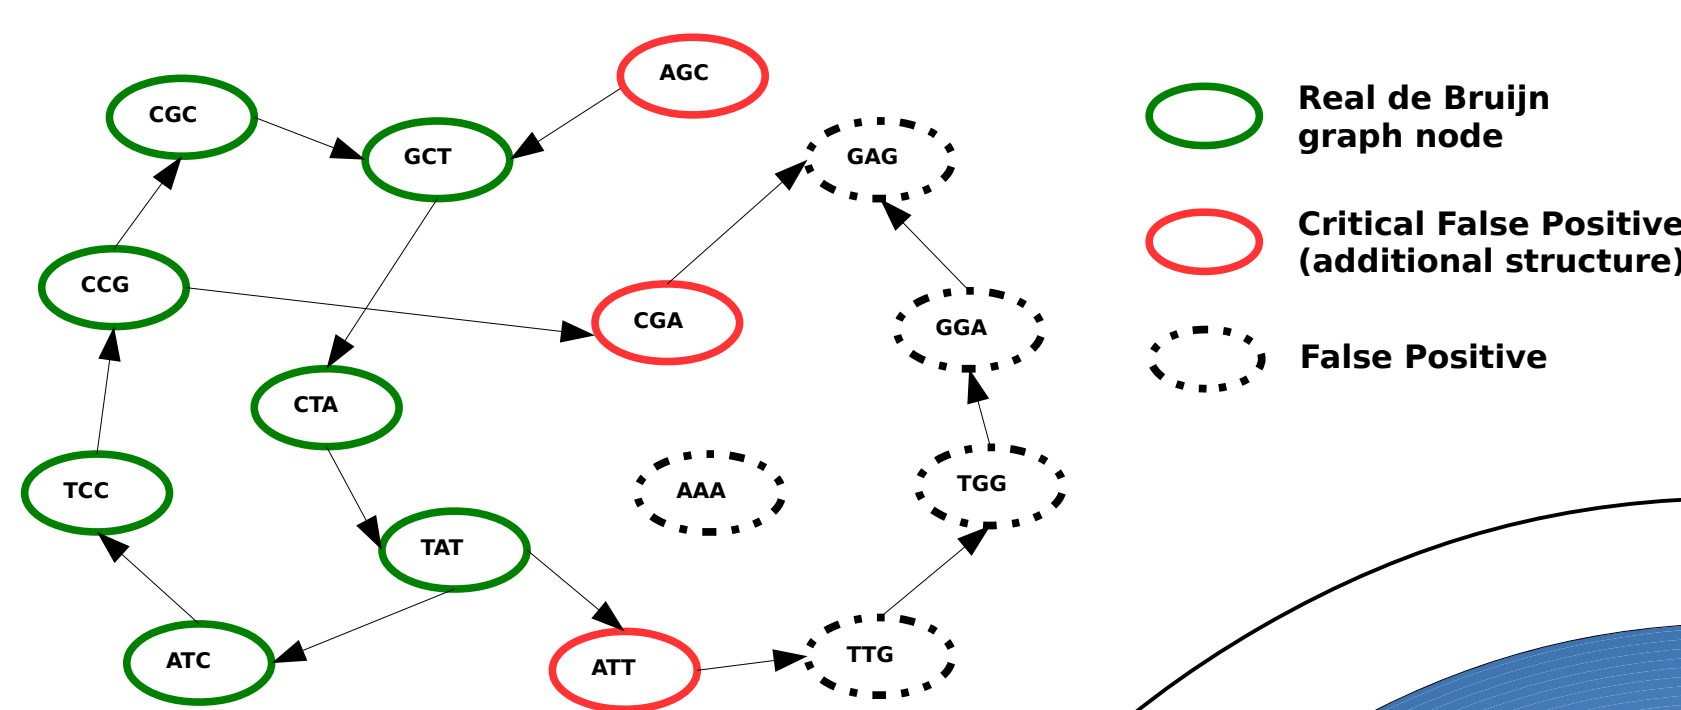 AGC
CGC
GCT
GAG
CCG
CGA
GGA
CTA
TCC
AAA
TGG
TAT
ATC
ATT
TTG
Real de Bruijn
graph node
Critical False Positive
(additional structure)
False Positive